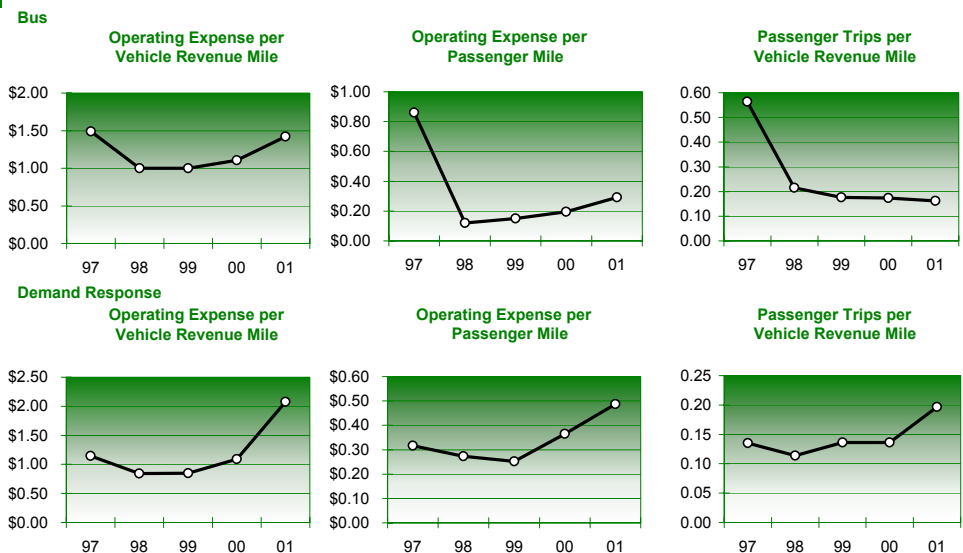 Bus
Operating Expense per
Vehicle Revenue Mile
$2.00
$1.50
$1.00
$0.50
$0.00
97 98 99 00 01
Operating Expense per
Passenger Mile
$1.00
$0.80
$0.60
$0.40
$0.20
$0.00
97 98 99 00 01
Passenger Trips per
Vehicle Revenue Mile
0.60
0.50
0.40
0.30
0.20
0.10
0.00
97 98 99 00 01
Demand Response
Operating Expense per
Vehicle Revenue Mile
$2.50
$2.00
$1.50
$1.00
$0.50
$0.00
97 98 99 00 01
Operating Expense per
Passenger Mile
$0.60
$0.50
$0.40
$0.30
$0.20
$0.10
$0.00
97 98 99 00 01
Passenger Trips per
Vehicle Revenue Mile
0.25
0.20
0.15
0.10
0.05
0.00
97 98 99 00 01